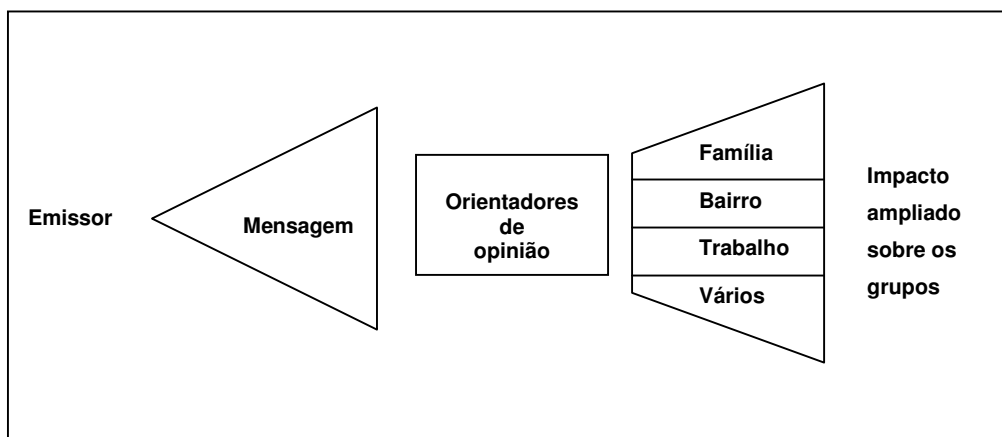 Emissor
Mensagem
Orientadores
de
opinião
Família
Bairro
Trabalho
Vários
Impacto
ampliado
sobre os
grupos